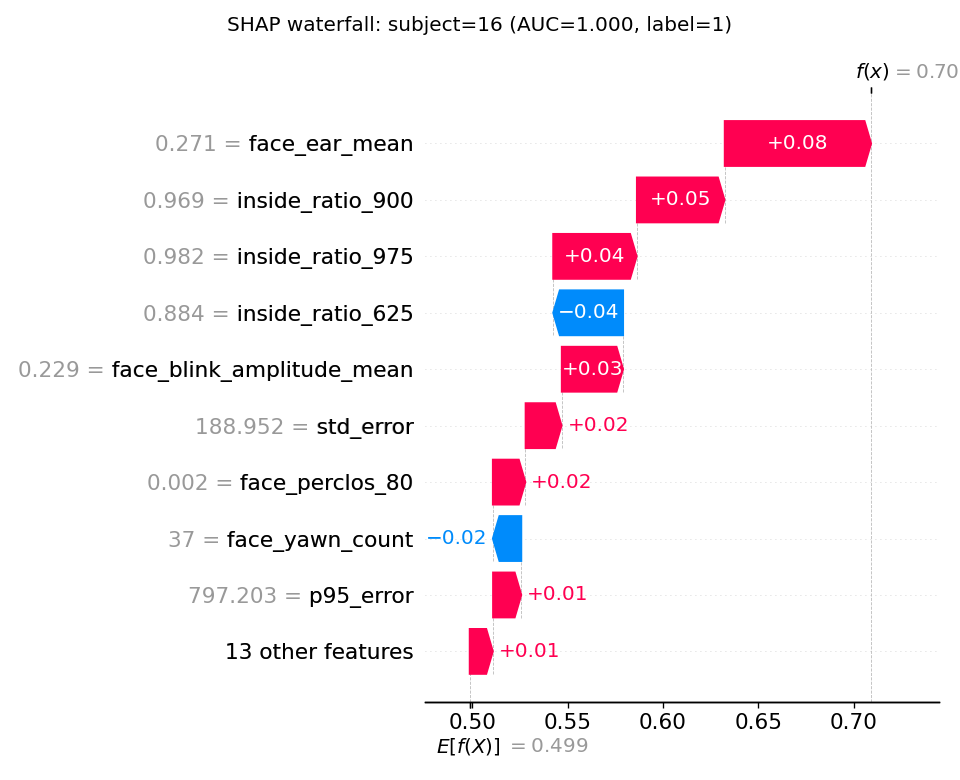 SHAP waterfall: subject=16 (AUC=1.000, label=1)
f(x) = 0.70
0.271 = face_ear_mean +0.08
0.969 = inside_ratio_900 +0.05
0.982 = inside_ratio_975 +0.04
0.884 = inside_ratio_625 −0.04
0.229 = face_blink_amplitude_mean +0.03
188.952 = std_error +0.02
0.002 = face_perclos_80 +0.02
37 = face_yawn_count −0.02
797.203 = p95_error +0.01
13 other features +0.01
0.50 0.55 0.60 0.65 0.70
E[f(X)] = 0.499